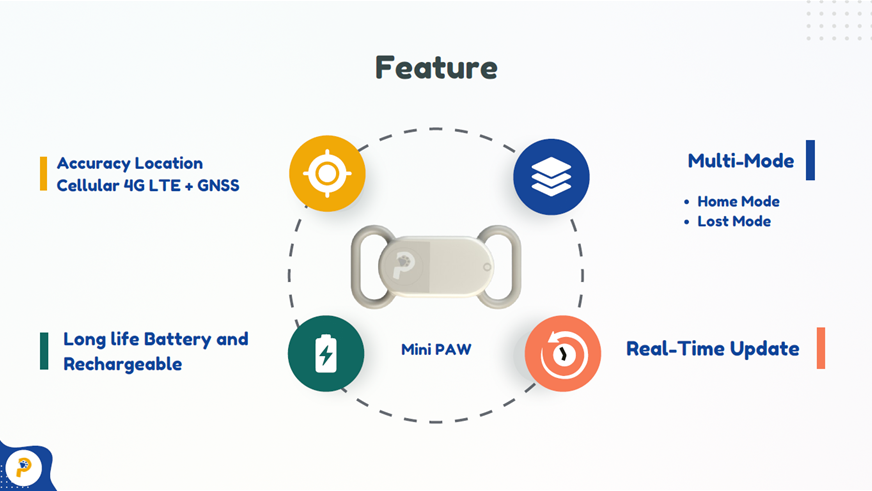 Feature
Accuracy Location
Cellular 4G LTE + GNSS
Multi-Mode
• Home Mode
• Lost Mode
Long life Battery and
Rechargeable
Mini PAW
Real-Time Update